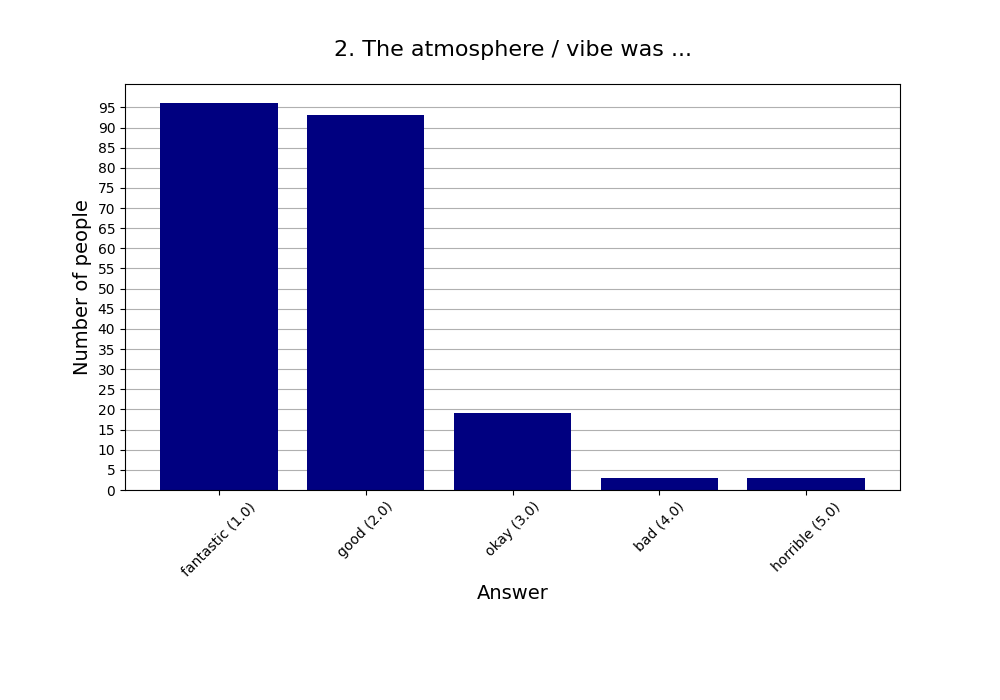 2. The atmosphere / vibe was ...
Number of people
95
90
85
80
75
70
65
60
55
50
45
40
35
30
25
20
15
10
5
0
fantastic (1.0)
good (2.0)
okay (3.0)
bad (4.0)
horrible (5.0)
Answer